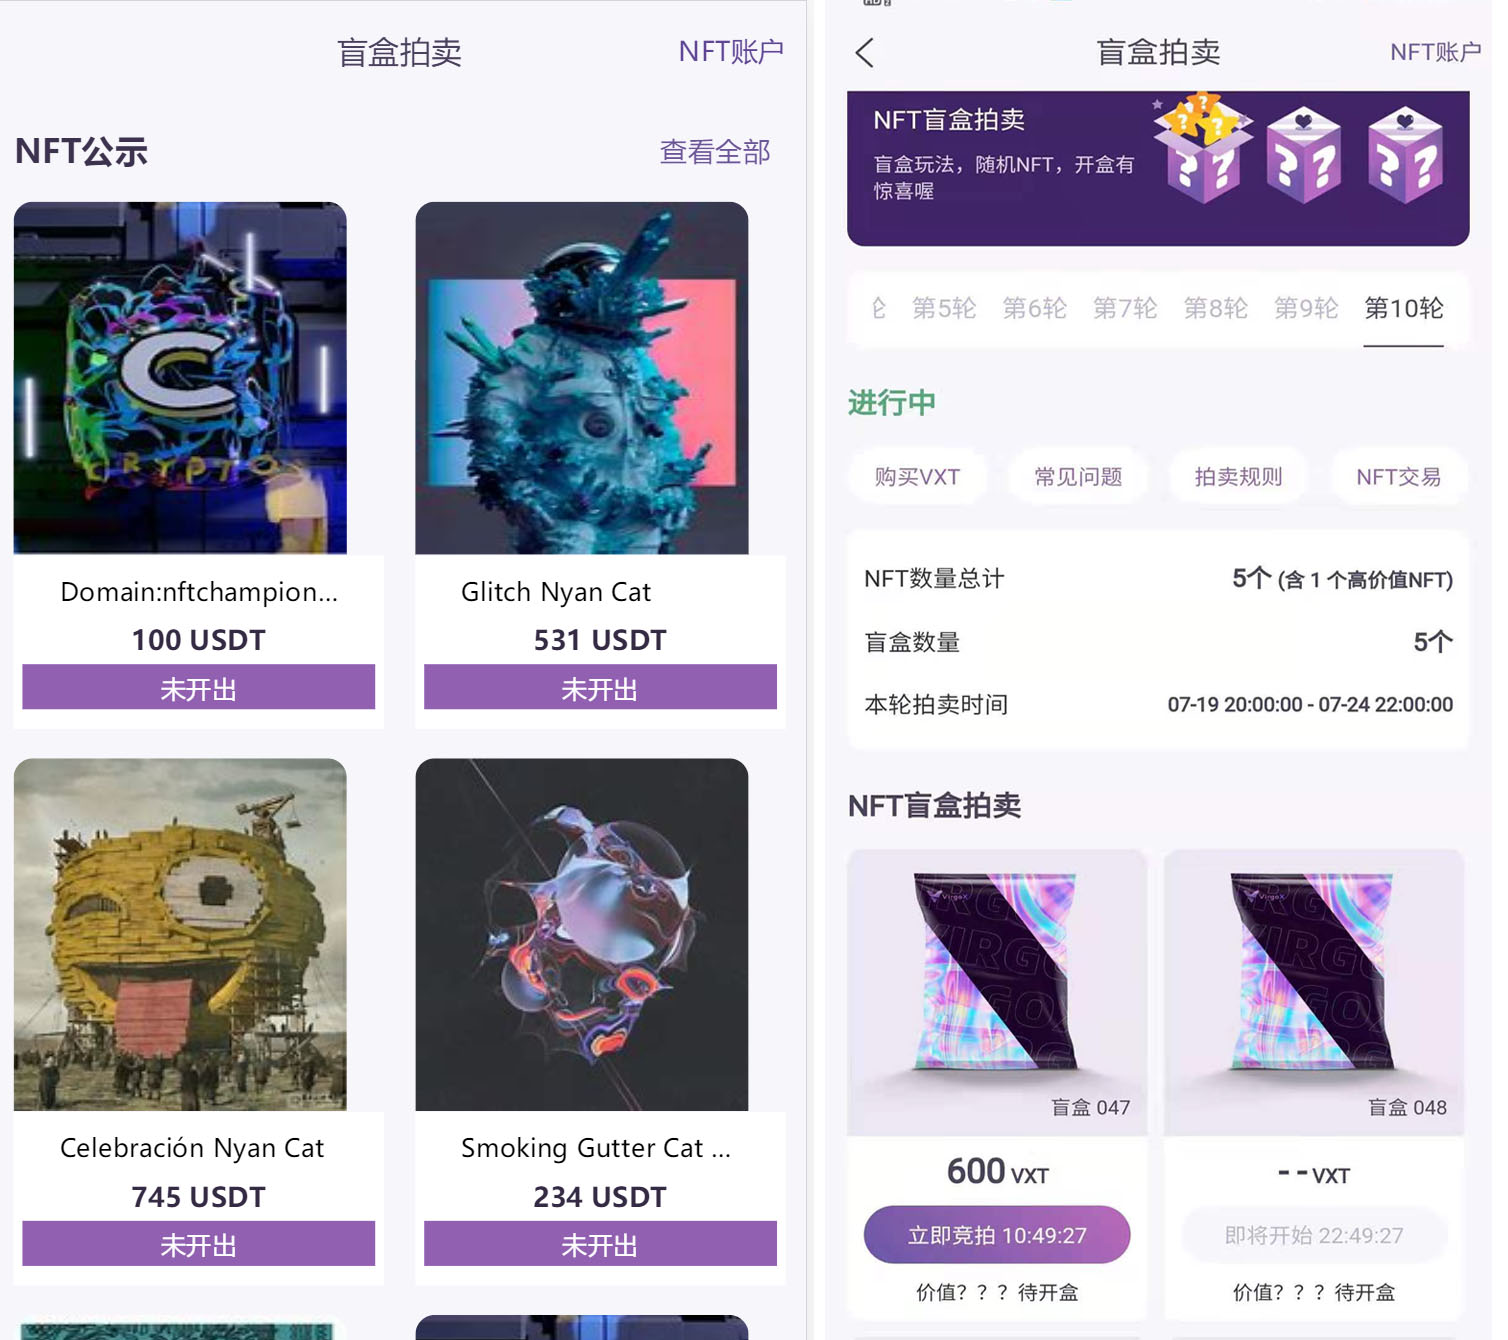 盲盒拍卖
NFT账户
NFT公示
查看全部
C
CRYPTO
Domain:nftchampion...
100 USDT
未开出
Glitch Nyan Cat
531 USDT
未开出
Celebración Nyan Cat
745 USDT
未开出
Smoking Gutter Cat ...
234 USDT
未开出
盲盒拍卖
NFT账户
NFT盲盒拍卖
盲盒玩法，随机NFT，开盒有
惊喜喔
? ? ?
? ?
? ?
? ?
轮 第5轮 第6轮 第7轮 第8轮 第9轮 第10轮
进行中
购买VXT 常见问题 拍卖规则 NFT交易
NFT数量总计 5个 (含 1 个高价值NFT)
盲盒数量 5个
本轮拍卖时间 07-19 20:00:00 - 07-24 22:00:00
NFT盲盒拍卖
VirgoX
盲盒 047
600 VXT
立即竞拍 10:49:27
价值？？？待开盒
VirgoX
盲盒 048
- - VXT
即将开始 22:49:27
价值？？？待开盒